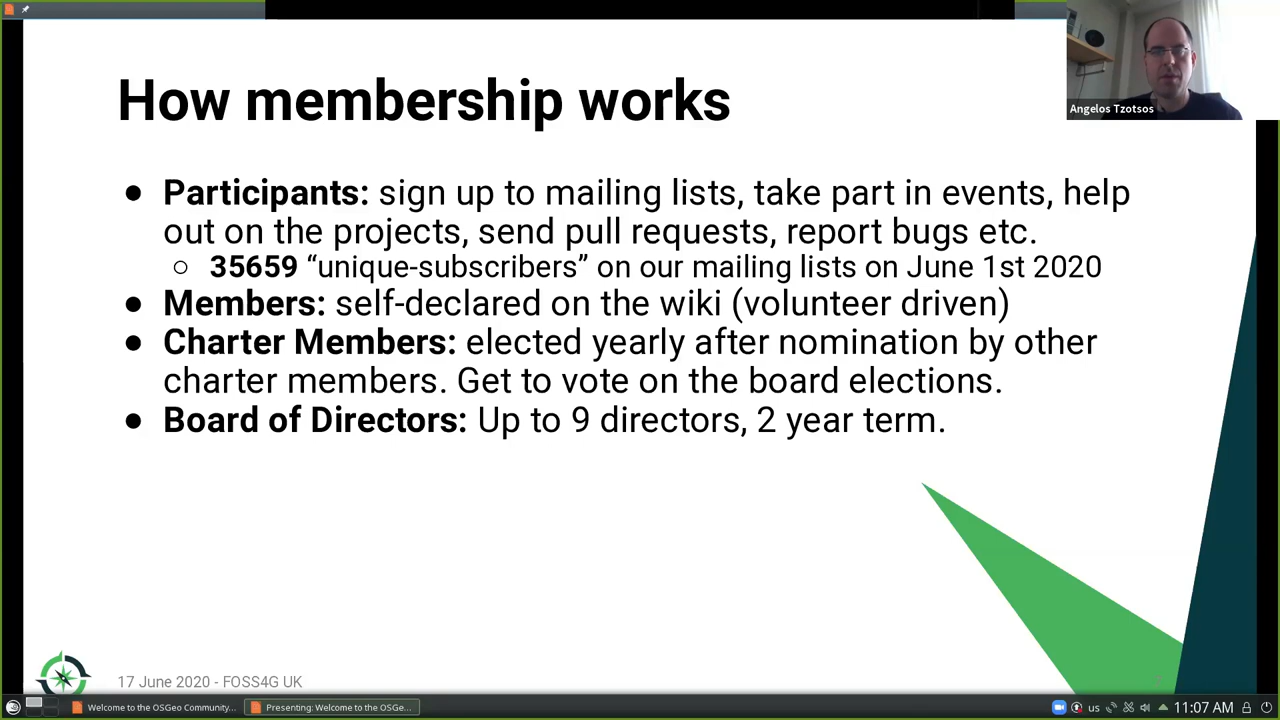 Angelos Tzotsos
How membership works
● Participants: sign up to mailing lists, take part in events, help
out on the projects, send pull requests, report bugs etc.
○ 35659 “unique-subscribers” on our mailing lists on June 1st 2020
● Members: self-declared on the wiki (volunteer driven)
● Charter Members: elected yearly after nomination by other
charter members. Get to vote on the board elections.
● Board of Directors: Up to 9 directors, 2 year term.
17 June 2020 - FOSS4G UK
Welcome to the OSGeo Community...
Presenting: Welcome to the OSGe...
us
11:07 AM